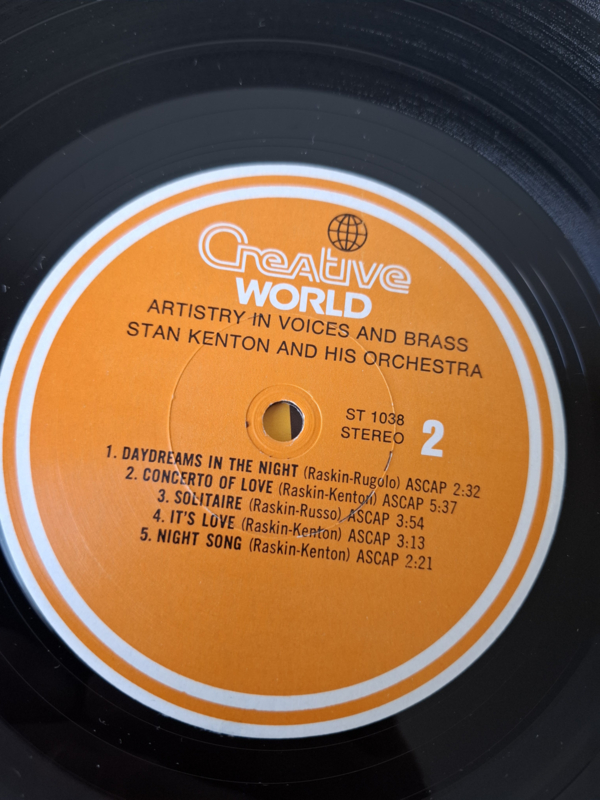 Creative
WORLD
ARTISTRY IN VOICES AND BRASS
STAN KENTON AND HIS ORCHESTRA
ST 1038
STEREO 2
1. DAYDREAMS IN THE NIGHT (Raskin-Rugolo) ASCAP 2:32
2. CONCERTO OF LOVE (Raskin-Kenton) ASCAP 5:37
3. SOLITAIRE (Raskin-Russo) ASCAP 3:54
4. IT'S LOVE (Raskin-Kenton) ASCAP 3:13
5. NIGHT SONG (Raskin-Kenton) ASCAP 2:21